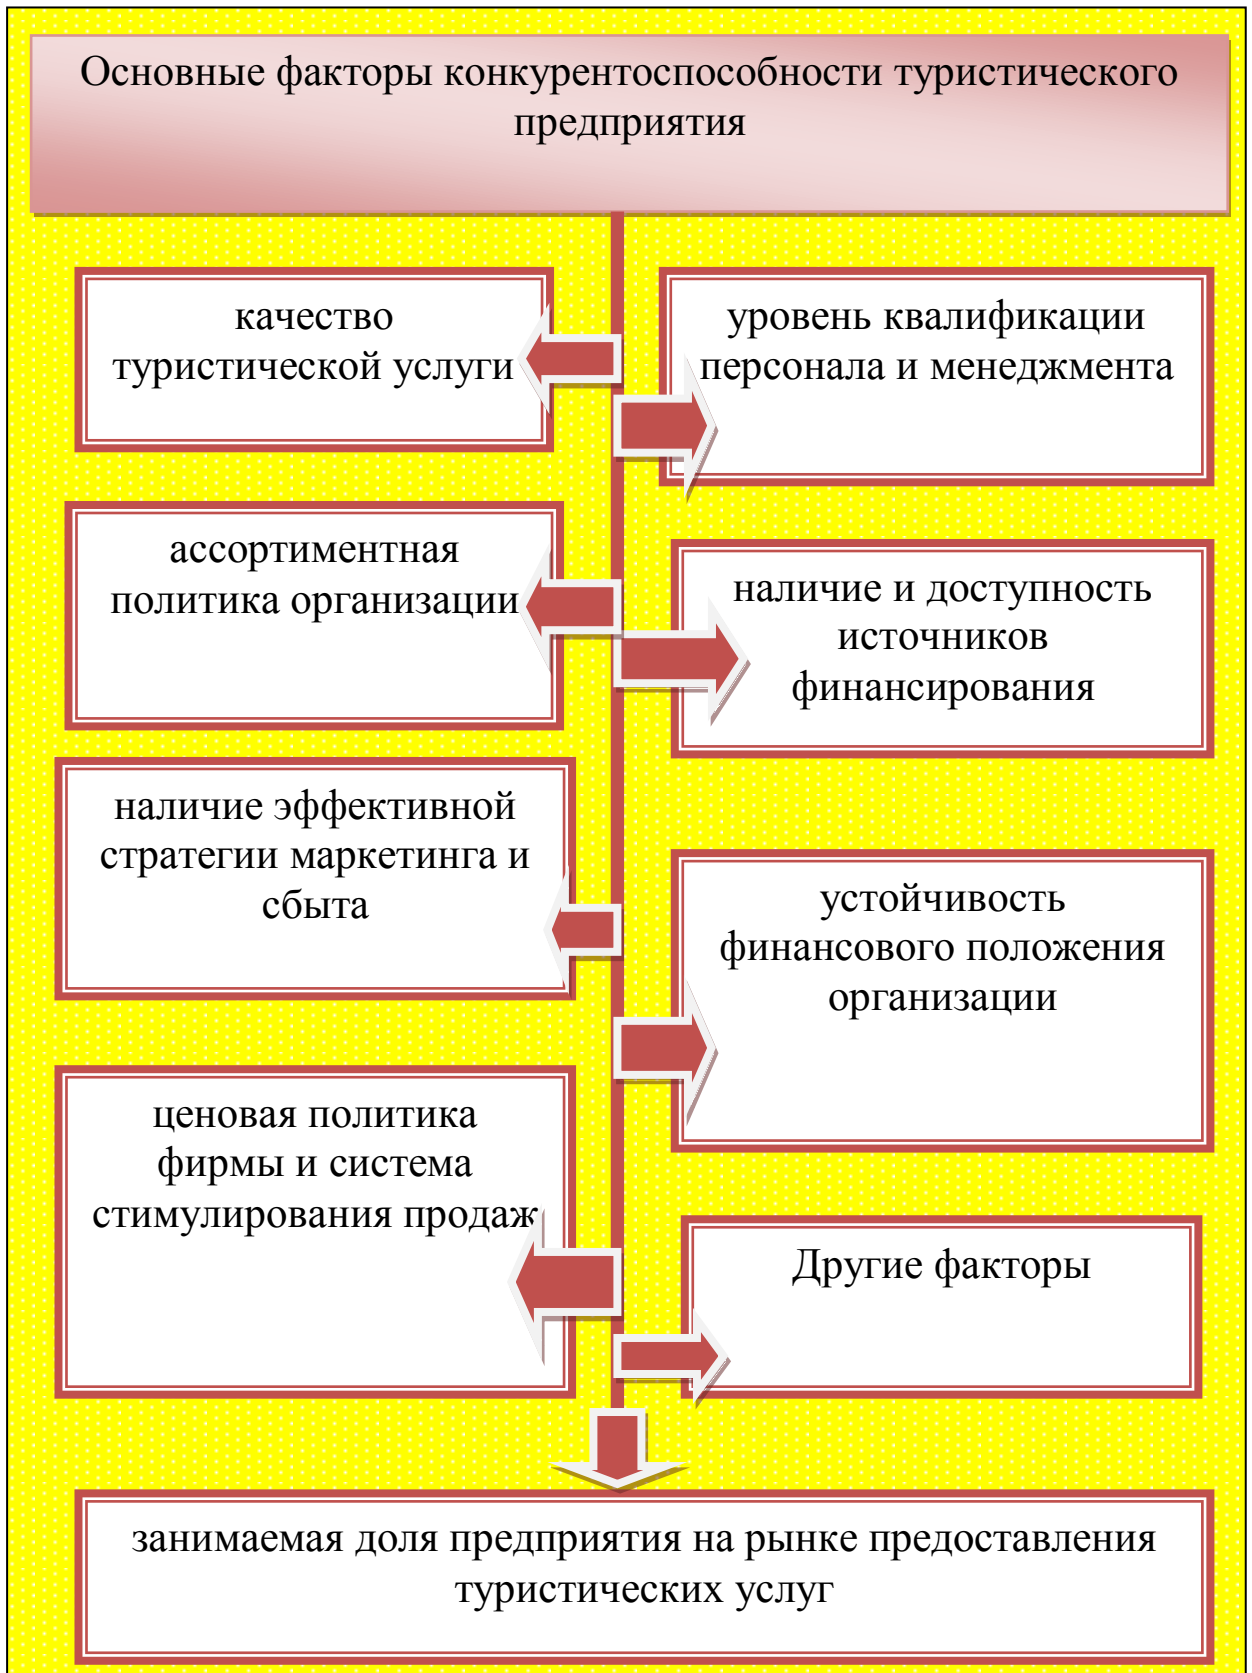 Основные факторы конкурентоспособности туристического
предприятия
качество
туристической услуги
уровень квалификации
персонала и менеджмента
ассортиментная
политика организации
наличие и доступность
источников
финансирования
наличие эффективной
стратегии маркетинга и
сбыта
устойчивость
финансового положения
организации
ценовая политика
фирмы и система
стимулирования продаж
Другие факторы
занимаемая доля предприятия на рынке предоставления
туристических услуг